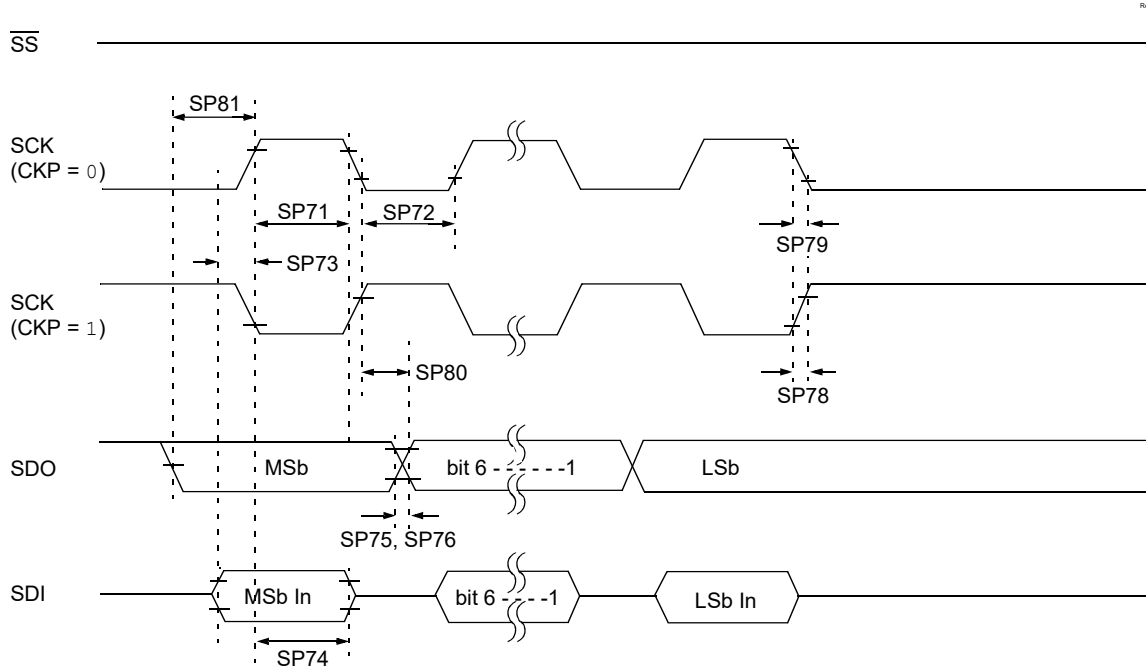 Re
SS
SP81
SCK
(CKP = 0)
SP71
SP72
SP79
SP73
SCK
(CKP = 1)
SP80
SP78
SDO
MSb
bit 6 - - - - - -1
LSb
SP75, SP76
SDI
MSb In
bit 6 - - - -1
LSb In
SP74